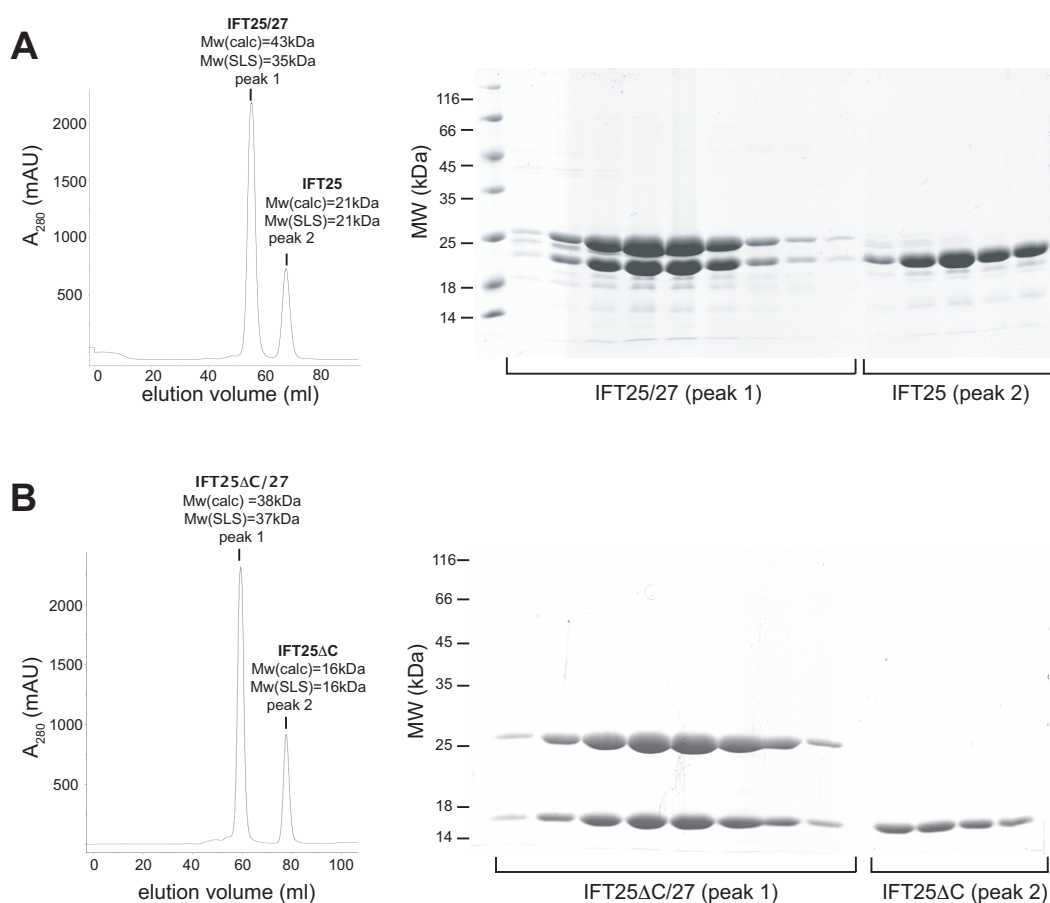 A
IFT25/27
Mw(calc)=43kDa
Mw(SLS)=35kDa
peak 1
IFT25
Mw(calc)=21kDa
Mw(SLS)=21kDa
peak 2
A280 (mAU)
2000
1500
1000
500
0 20 40 60 80
elution volume (ml)
MW (kDa)
116
66
45
35
25
18
14
IFT25/27 (peak 1)
IFT25 (peak 2)
B
IFT25ΔC/27
Mw(calc) =38kDa
Mw(SLS)=37kDa
peak 1
IFT25ΔC
Mw(calc)=16kDa
Mw(SLS)=16kDa
peak 2
A280 (mAU)
2000
1500
1000
500
0 20 40 60 80 100
elution volume (ml)
MW (kDa)
116
66
45
35
25
18
14
IFT25ΔC/27 (peak 1)
IFT25ΔC (peak 2)